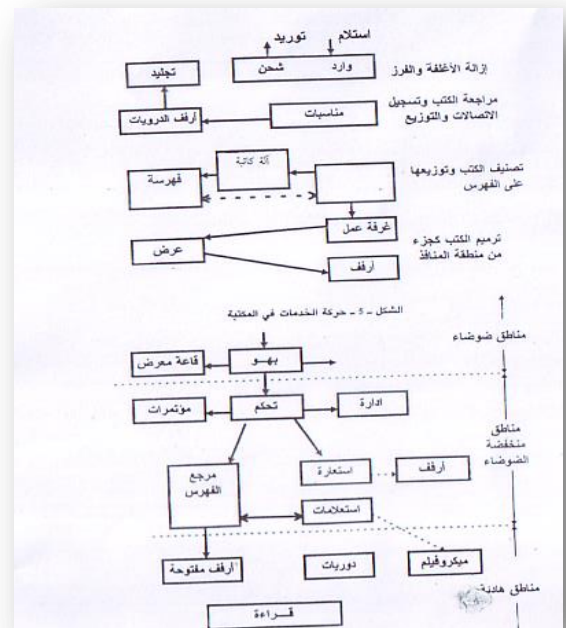 استلام توريد
وارد شحن
إزالة الأغلفة والفرز
تجليد
مراجعة الكتب وتسجيل
الاتصالات والتوزيع
مناسبات
أرفف الدرويات
تصنيف الكتب وتوزيعها
على الفهرس
آلة كاتبة
فهرسة
غرفة عمل
ترميم الكتب كجزء
من منطقة المنافذ
عرض
أرفف
الشكل - 5 - حركة الخدمات في المكتبة
مناطق ضوضاء
بهـو
قاعة معرض
ادارة
تحكم
مؤتمرات
مناطق
منخفضة
الضوضاء
أرفف
استعارة
مرجع
الفهرس
استعلامات
ميكروفيلم
دوريات
أرفف مفتوحة
مناطق هادئة
قـــراءة